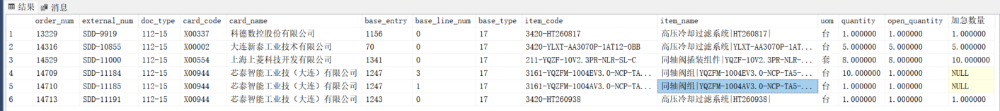 结果 消息
order_num external_num doc_type card_code card_name base_entry base_line_num base_type item_code item_name uom quantity open_quantity 加急数量
1 13229 SDD-9919 112-15 X00337 科德数控股份有限公司 1156 0 17 3420-HT260817 高压冷却过滤系统|HT260817| 台 1.000000 1.000000 1.000000
2 14316 SDD-10855 112-15 X00002 大连新泰工业技术有限公司 70 0 17 3420-YLXT-AA3070P-1AT12-0BB 高压冷却过滤系统|YLXT-AA3070P-1AT... 台 5.000000 5.000000 5.000000
3 14529 SDD-11000 112-15 X00554 上海上菱科技开发有限公司 1341 0 17 211-YQZF-10V2.3PR-NLR-SL-C 同轴阀插装组件|YQZF-10V2.3PR-NLR-... 套 8.000000 8.000000 10.000000
4 14709 SDD-11184 112-15 X00944 芯泰智能工业技（大连）有限公司 1247 3 17 3161-YQZFM-1004EV3.0-NCP-TA... 同轴阀组|YQZFM-1004EV3.0-NCP-TA5-... 台 10.000000 1.000000 NULL
5 14710 SDD-11185 112-15 X00944 芯泰智能工业技（大连）有限公司 1247 1 17 3161-YQZFM-1004AV3.0-NCP-TA... 同轴阀组|YQZFM-1004AV3.0-NCP-TA5-... 台 1.000000 1.000000 NULL
6 14713 SDD-11191 112-15 X00944 芯泰智能工业技（大连）有限公司 1243 0 17 3420-HT260938 高压冷却过滤系统|HT260938| 台 1.000000 1.000000 1.000000